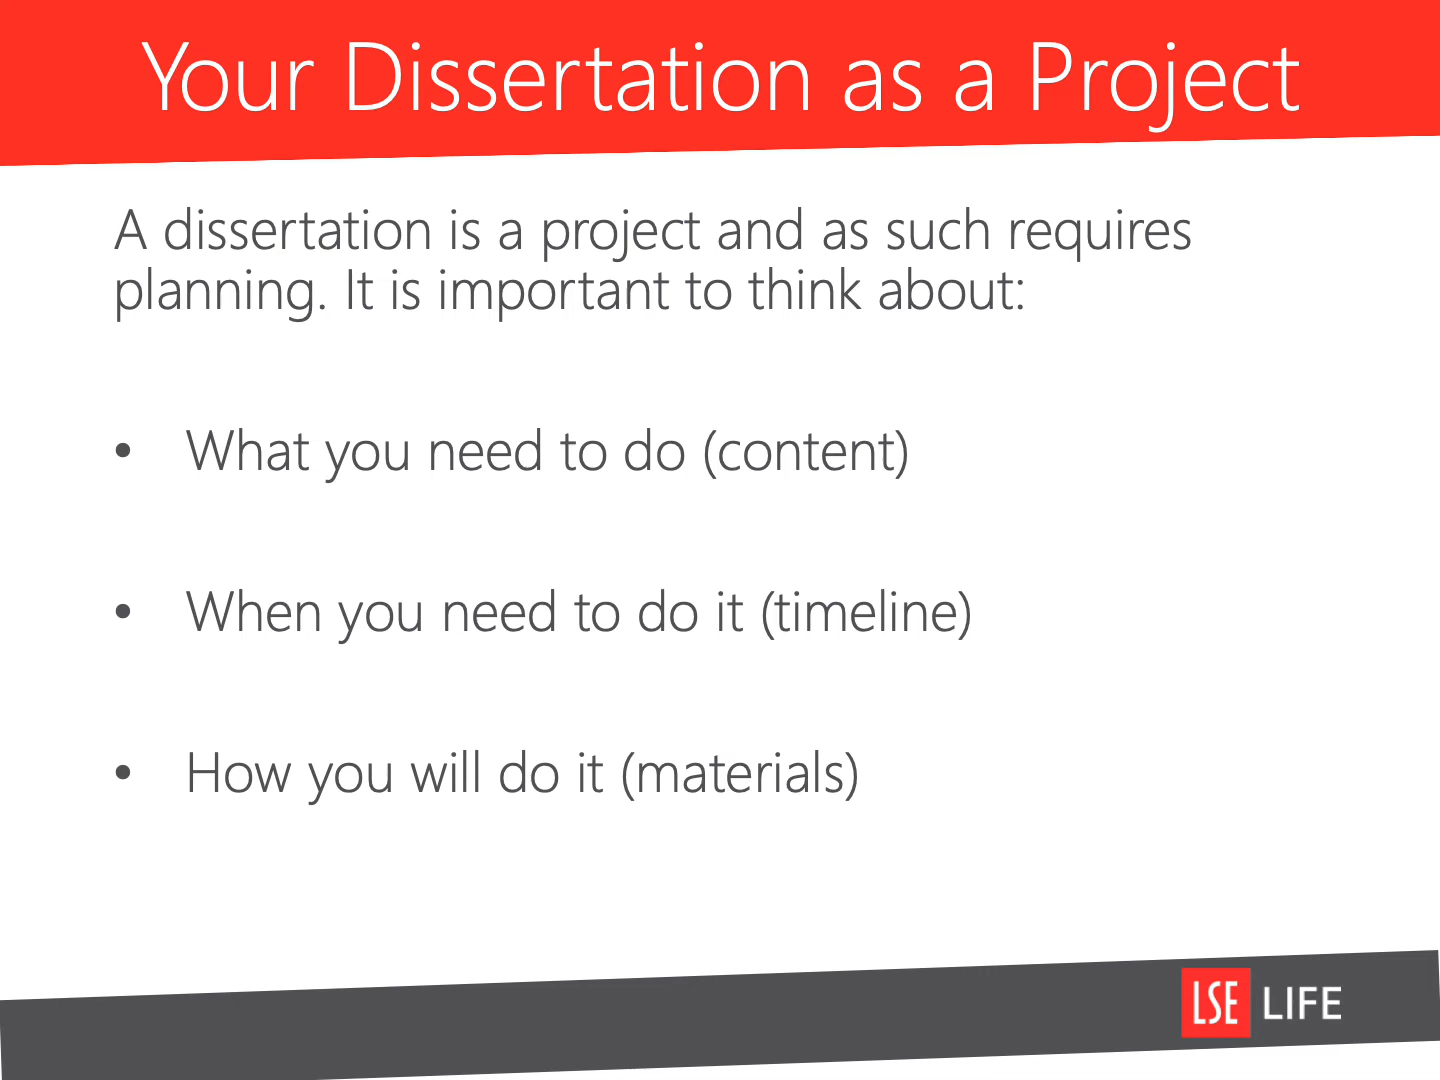 Your Dissertation as a Project
A dissertation is a project and as such requires
planning. It is important to think about:
• What you need to do (content)
• When you need to do it (timeline)
• How you will do it (materials)
LSE LIFE